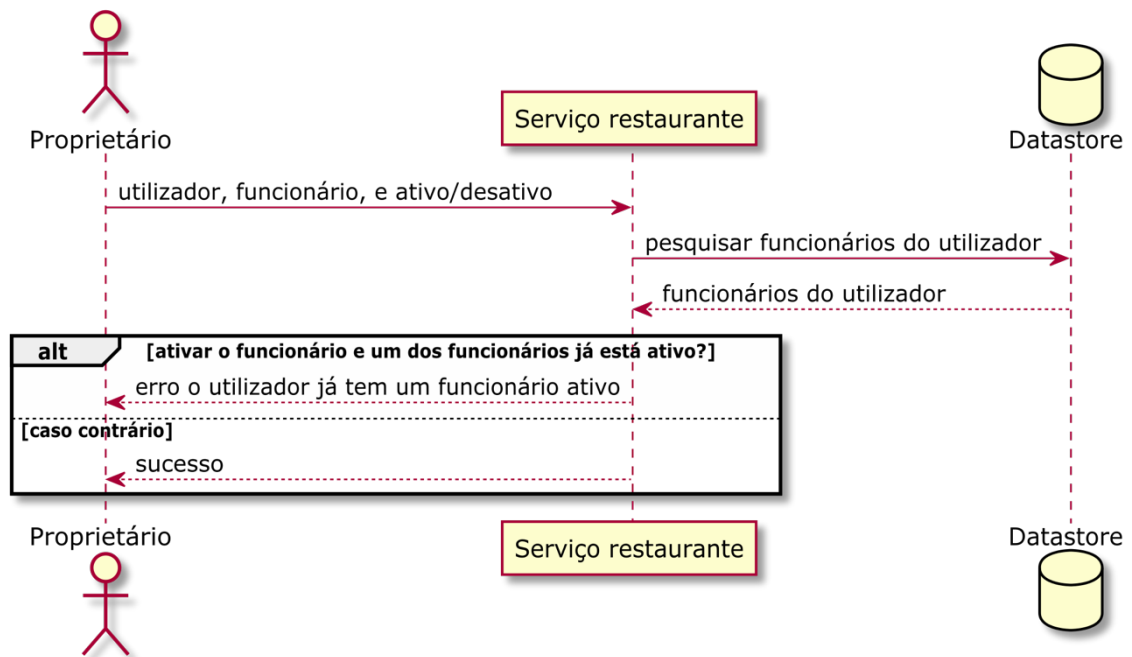 Proprietário
Serviço restaurante
Datastore
utilizador, funcionário, e ativo/desativo
pesquisar funcionários do utilizador
funcionários do utilizador
alt
[ativar o funcionário e um dos funcionários já está ativo?]
erro o utilizador já tem um funcionário ativo
[caso contrário]
sucesso
Proprietário
Serviço restaurante
Datastore